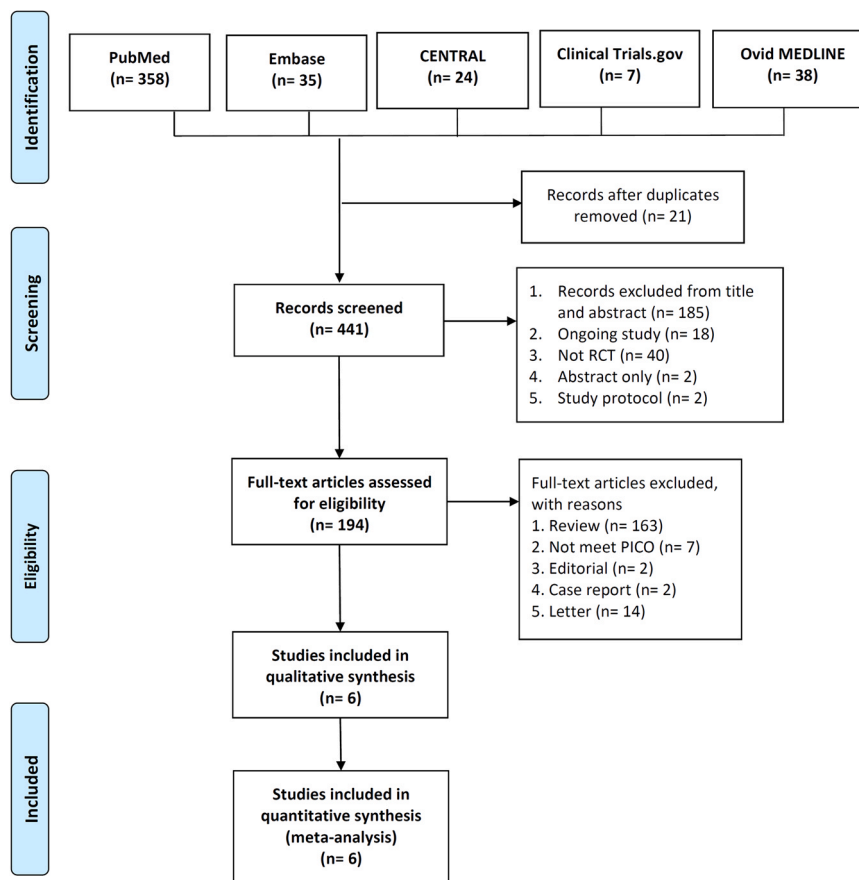 Identification
PubMed
(n= 358)
Embase
(n= 35)
CENTRAL
(n= 24)
Clinical Trials.gov
(n= 7)
Ovid MEDLINE
(n= 38)
Records after duplicates
removed (n= 21)
Screening
Records screened
(n= 441)
1. Records excluded from title
and abstract (n= 185)
2. Ongoing study (n= 18)
3. Not RCT (n= 40)
4. Abstract only (n= 2)
5. Study protocol (n= 2)
Eligibility
Full-text articles assessed
for eligibility
(n= 194)
Full-text articles excluded,
with reasons
1. Review (n= 163)
2. Not meet PICO (n= 7)
3. Editorial (n= 2)
4. Case report (n= 2)
5. Letter (n= 14)
Studies included in
qualitative synthesis
(n= 6)
Included
Studies included in
quantitative synthesis
(meta-analysis)
(n= 6)